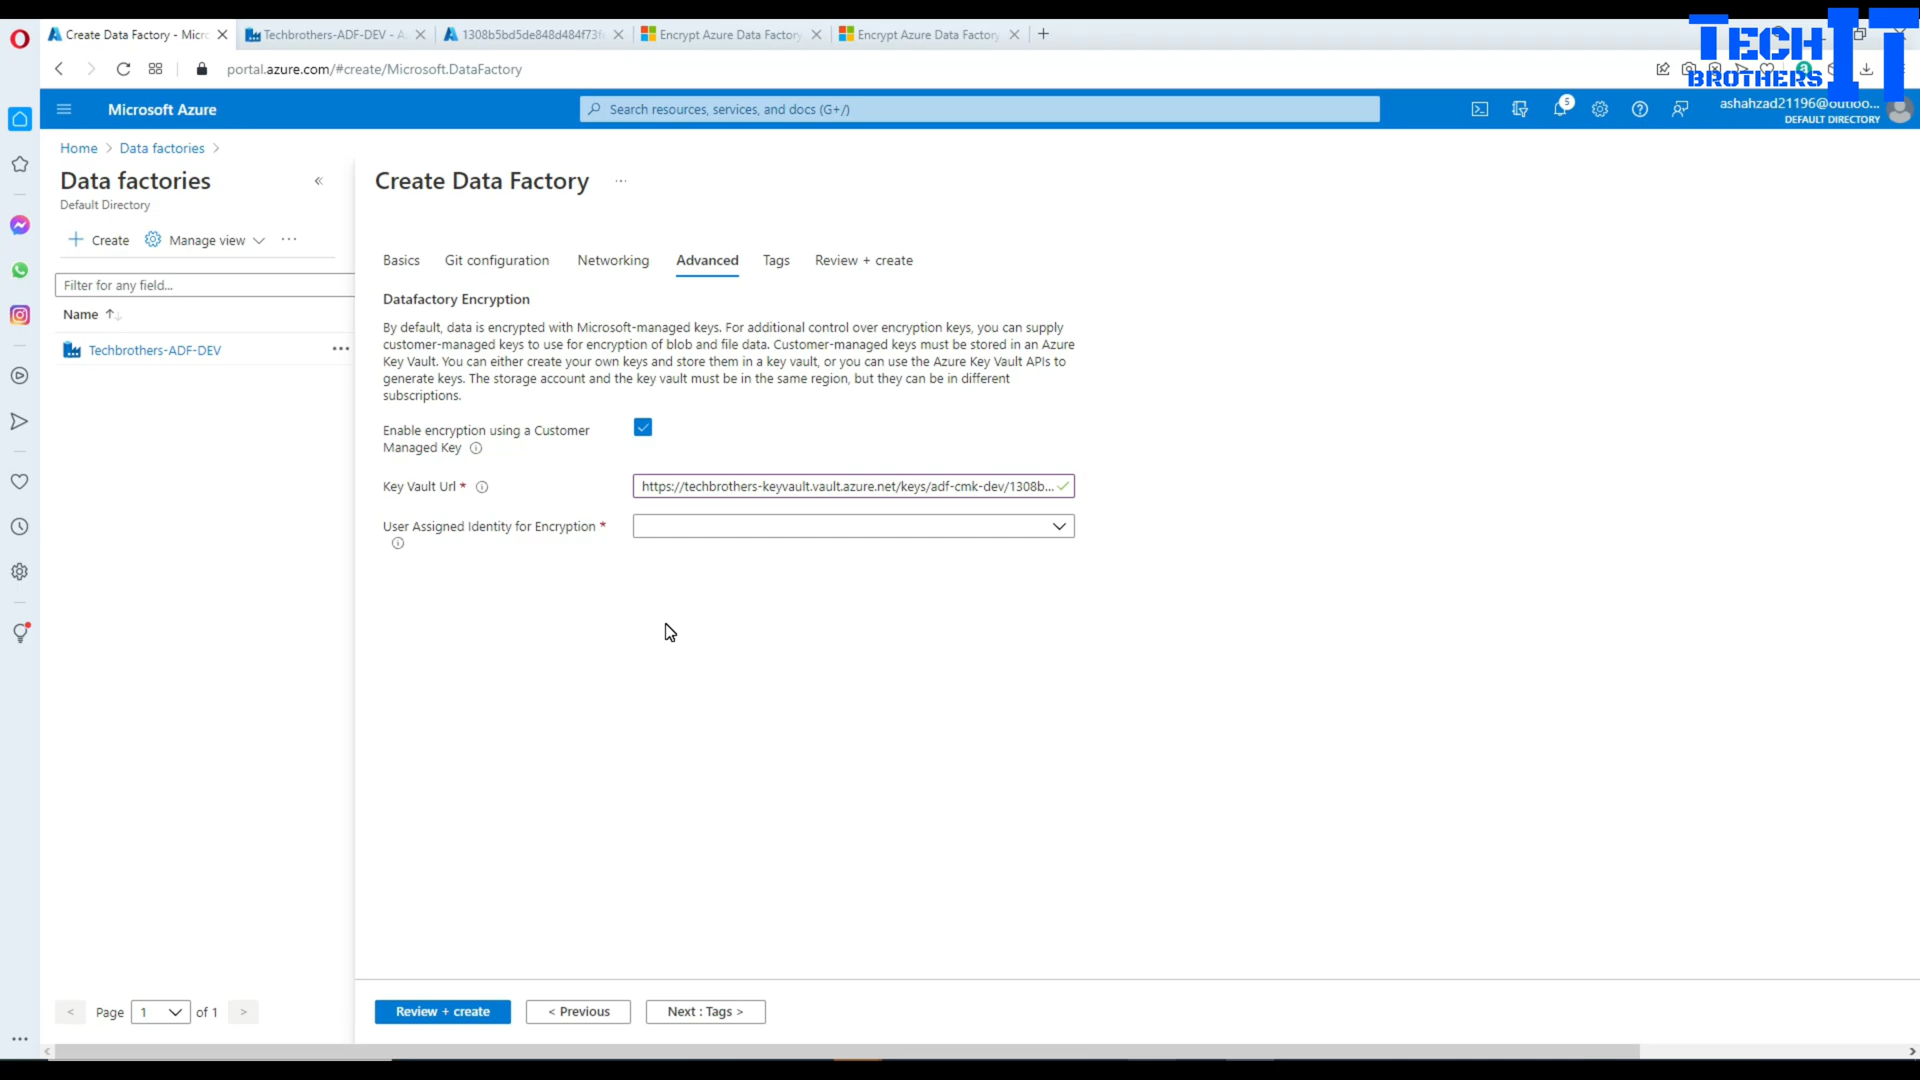 Create Data Factory - Micro
Techbrothers-ADF-DEV - A
1308b5bd5de848d484f73f
Encrypt Azure Data Factory
Encrypt Azure Data Factory
TECH
BROTHERS
IT
portal.azure.com/#create/Microsoft.DataFactory
Microsoft Azure
Search resources, services, and docs (G+/)
5
ashahzad21196@outloo...
DEFAULT DIRECTORY
Home > Data factories >
Data factories
Default Directory
Create
Manage view
Filter for any field...
Name
Techbrothers-ADF-DEV
Page 1 of 1
Create Data Factory
Basics
Git configuration
Networking
Advanced
Tags
Review + create
Datafactory Encryption
By default, data is encrypted with Microsoft-managed keys. For additional control over encryption keys, you can supply
customer-managed keys to use for encryption of blob and file data. Customer-managed keys must be stored in an Azure
Key Vault. You can either create your own keys and store them in a key vault, or you can use the Azure Key Vault APIs to
generate keys. The storage account and the key vault must be in the same region, but they can be in different
subscriptions.
Enable encryption using a Customer
Managed Key
Key Vault Url *
https://techbrothers-keyvault.vault.azure.net/keys/adf-cmk-dev/1308b...
User Assigned Identity for Encryption *
Review + create
< Previous
Next : Tags >